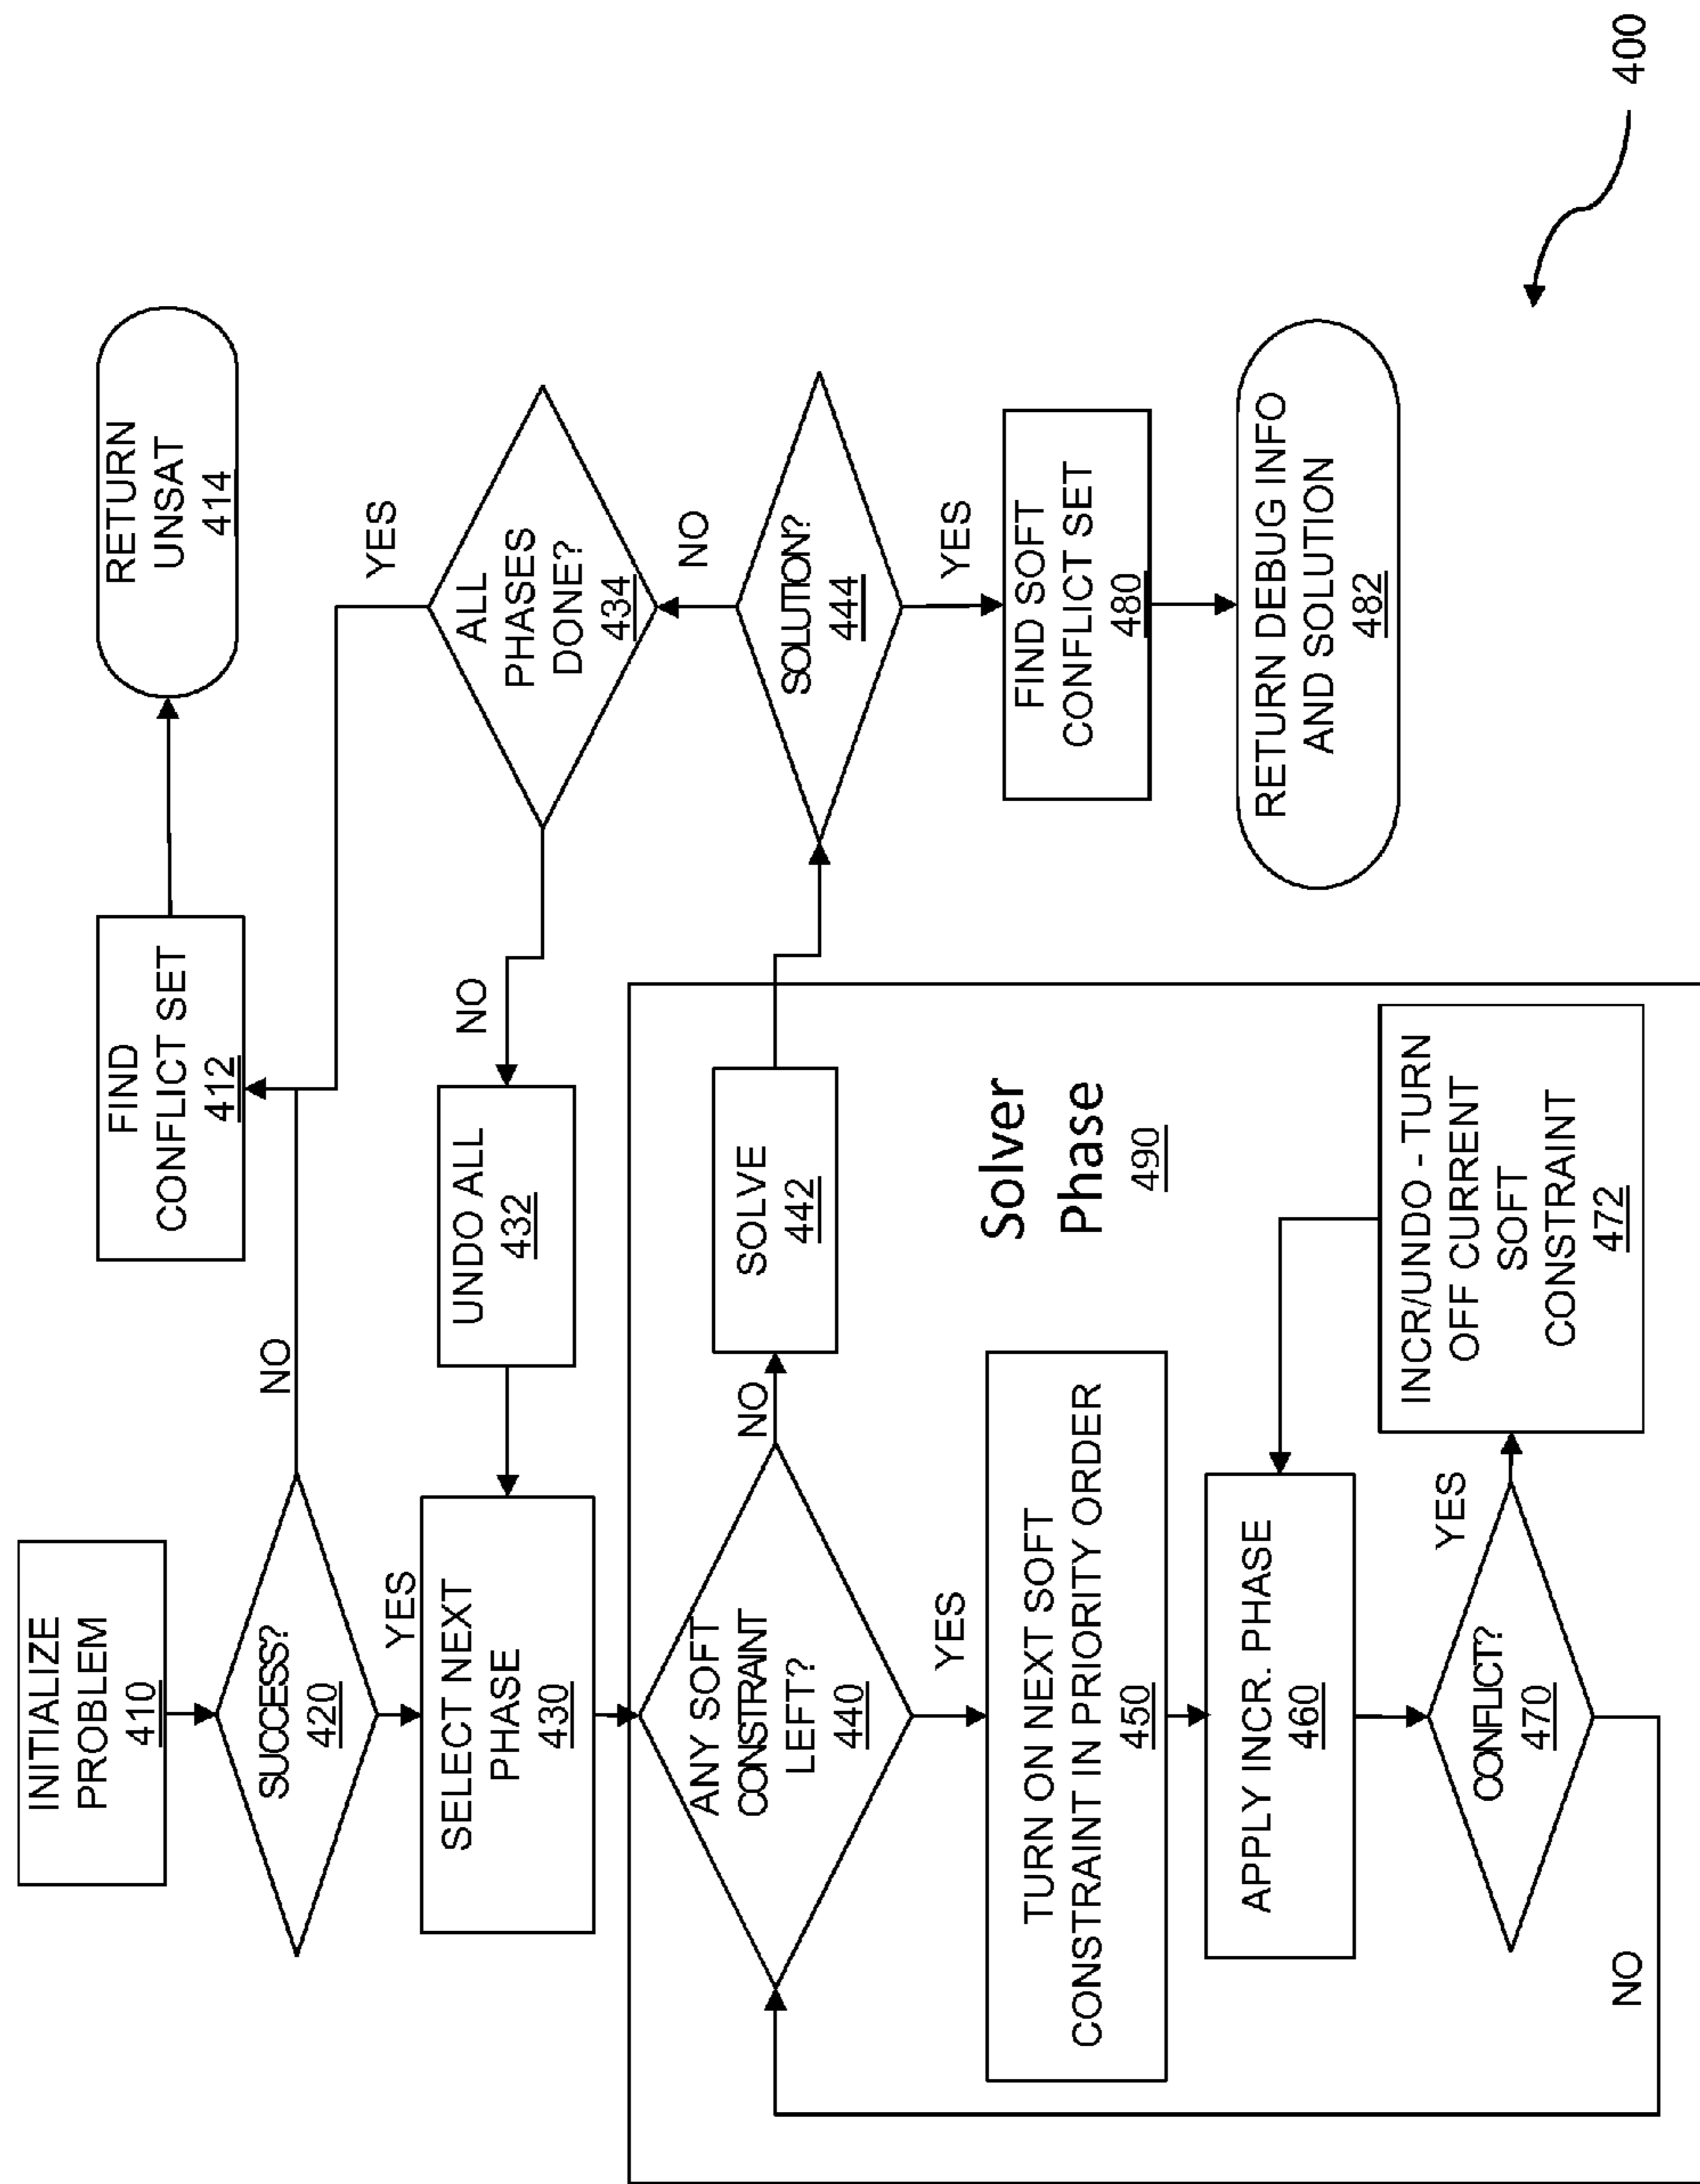 INITIALIZE
PROBLEM
410
SUCCESS?
420
NO
YES
FIND
CONFLICT SET
412
RETURN
UNSAT
414
SELECT NEXT
PHASE
430
UNDO ALL
432
NO
ALL
PHASES
DONE?
434
YES
ANY SOFT
CONSTRAINT
LEFT?
440
NO
SOLVE
442
SOLUTION?
444
NO
YES
YES
TURN ON NEXT SOFT
CONSTRAINT IN PRIORITY ORDER
450
Solver
Phase
490
FIND SOFT
CONFLICT SET
480
APPLY INCR. PHASE
460
RETURN DEBUG INFO
AND SOLUTION
482
CONFLICT?
470
YES
INCR/UNDO - TURN
OFF CURRENT
SOFT
CONSTRAINT
472
NO
400